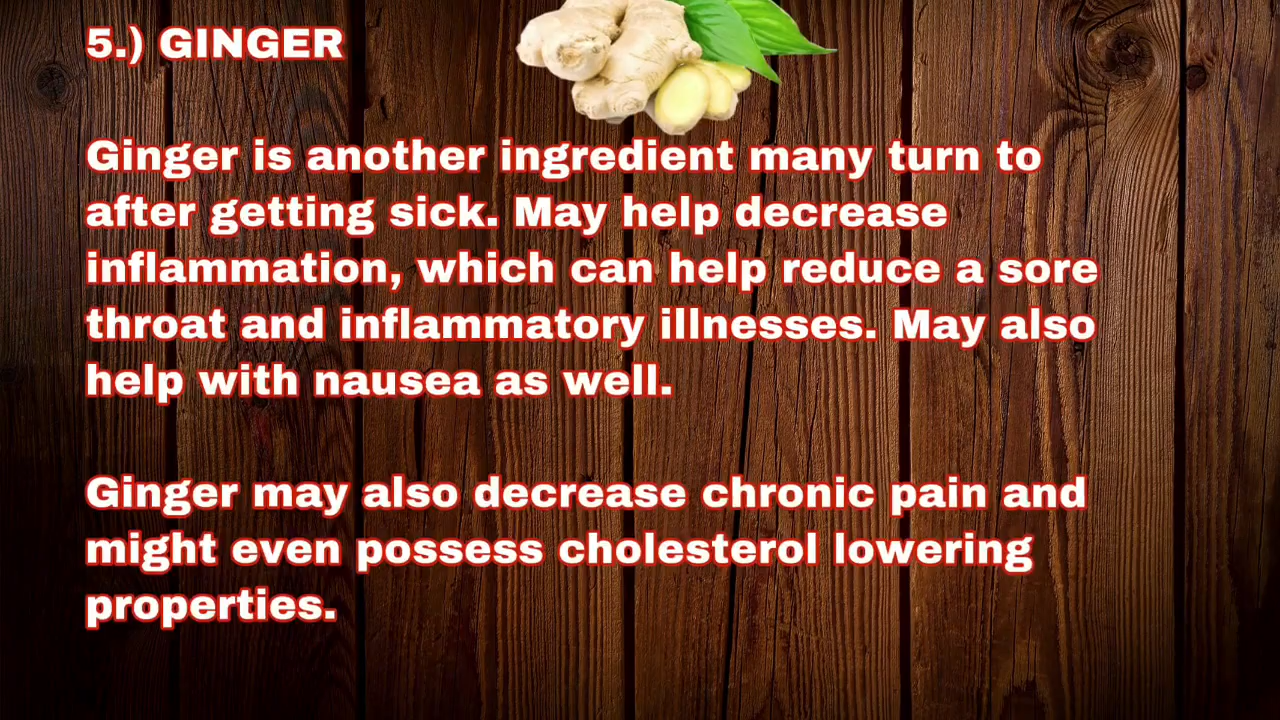 5.) GINGER
Ginger is another ingredient many turn to
after getting sick. May help decrease
inflammation, which can help reduce a sore
throat and inflammatory illnesses. May also
help with nausea as well.
Ginger may also decrease chronic pain and
might even possess cholesterol lowering
properties.